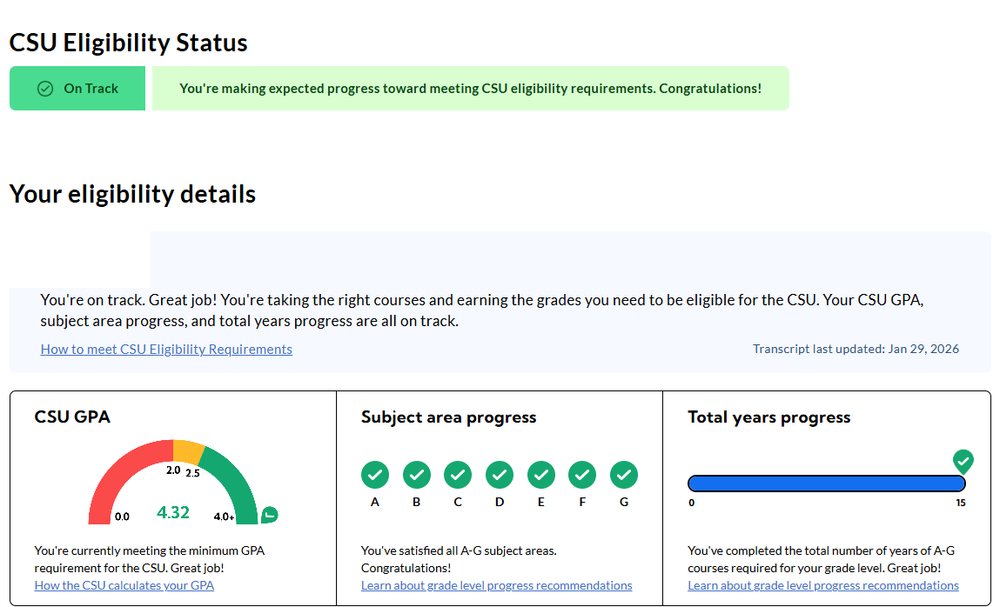 CSU Eligibility Status
On Track
You're making expected progress toward meeting CSU eligibility requirements. Congratulations!
Your eligibility details
You're on track. Great job! You're taking the right courses and earning the grades you need to be eligible for the CSU. Your CSU GPA,
subject area progress, and total years progress are all on track.
How to meet CSU Eligibility Requirements
Transcript last updated: Jan 29, 2026
CSU GPA
2.0
2.5
0.0
4.32
4.0+
You're currently meeting the minimum GPA
requirement for the CSU. Great job!
How the CSU calculates your GPA
Subject area progress
A B C D E F G
You've satisfied all A-G subject areas.
Congratulations!
Learn about grade level progress recommendations
Total years progress
0
15
You've completed the total number of years of A-G
courses required for your grade level. Great job!
Learn about grade level progress recommendations